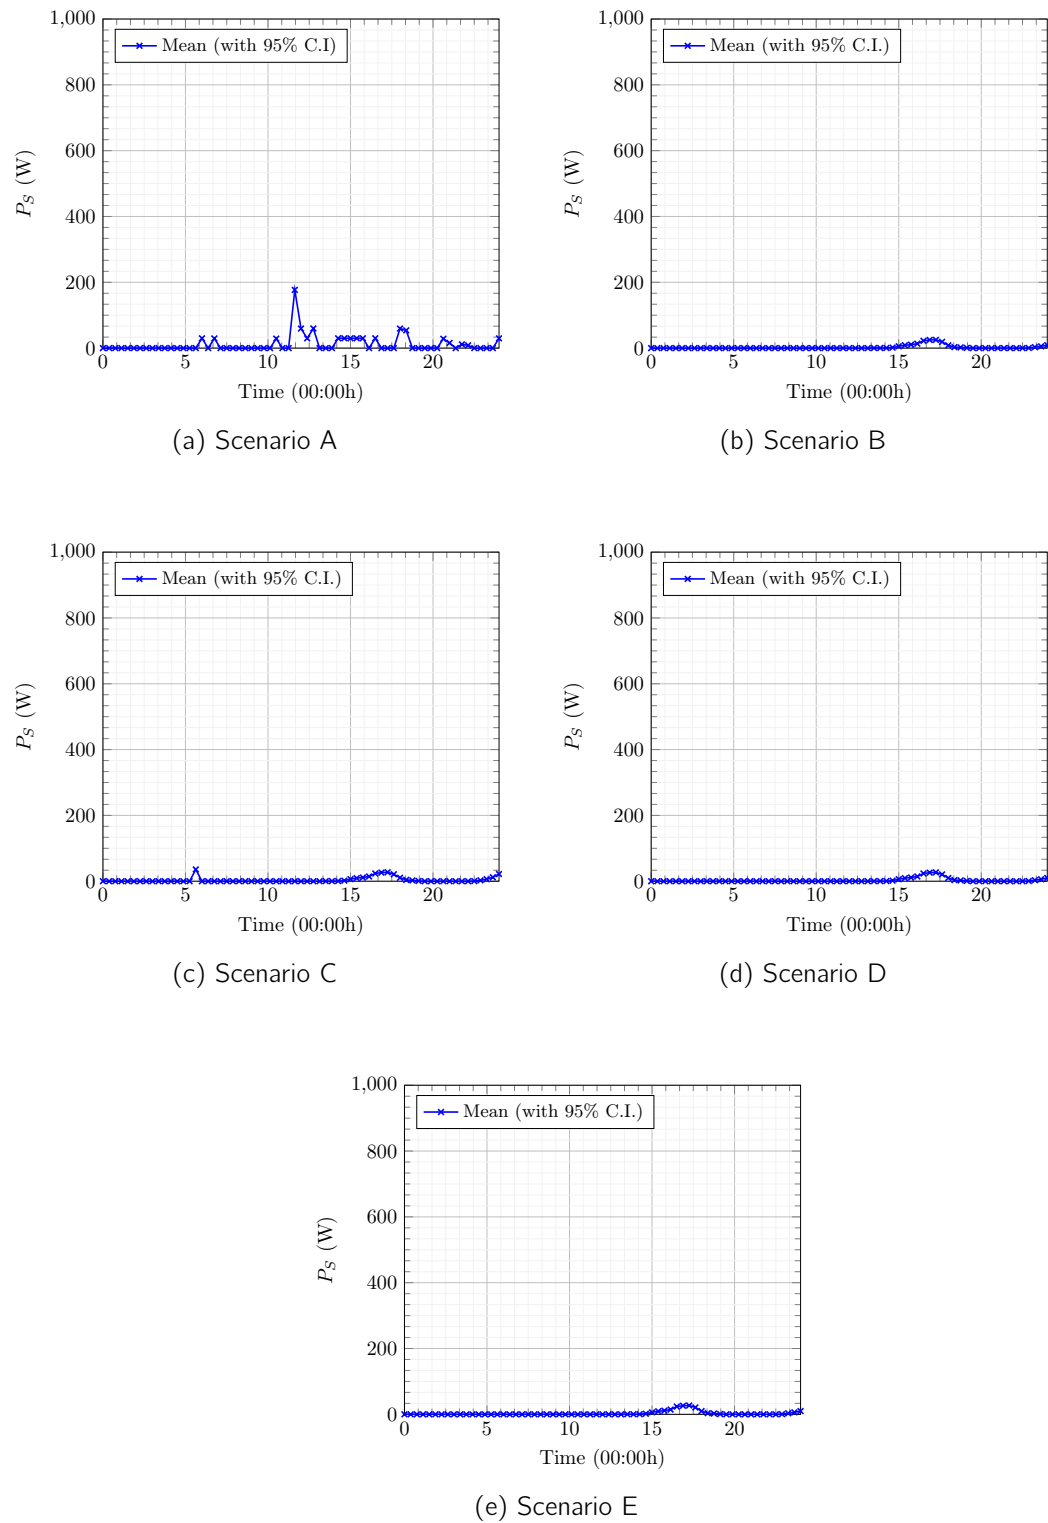 1,000
800
600
400
200
0
Mean (with 95% C.I)
P_S (W)
0 5 10 15 20
Time (00:00h)
(a) Scenario A
1,000
800
600
400
200
0
Mean (with 95% C.I.)
P_S (W)
0 5 10 15 20
Time (00:00h)
(b) Scenario B
1,000
800
600
400
200
0
Mean (with 95% C.I.)
P_S (W)
0 5 10 15 20
Time (00:00h)
(c) Scenario C
1,000
800
600
400
200
0
Mean (with 95% C.I.)
P_S (W)
0 5 10 15 20
Time (00:00h)
(d) Scenario D
1,000
800
600
400
200
0
Mean (with 95% C.I.)
P_S (W)
0 5 10 15 20
Time (00:00h)
(e) Scenario E